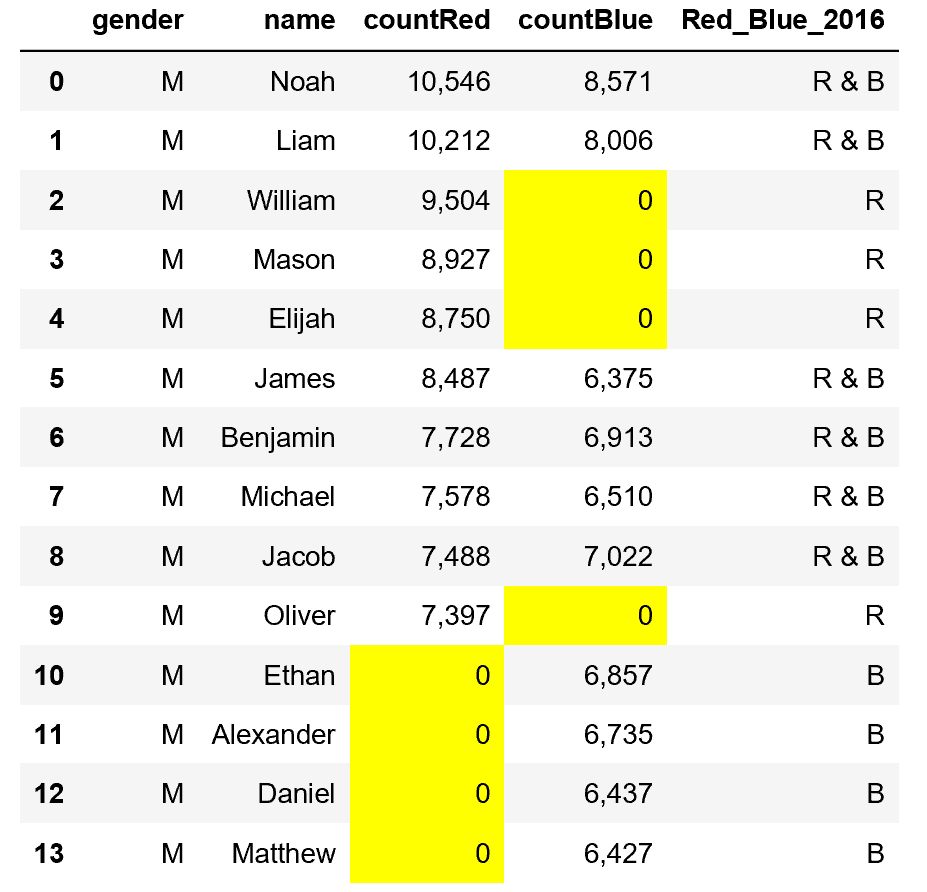 gender name countRed countBlue Red_Blue_2016
0 M Noah 10,546 8,571 R & B
1 M Liam 10,212 8,006 R & B
2 M William 9,504 0 R
3 M Mason 8,927 0 R
4 M Elijah 8,750 0 R
5 M James 8,487 6,375 R & B
6 M Benjamin 7,728 6,913 R & B
7 M Michael 7,578 6,510 R & B
8 M Jacob 7,488 7,022 R & B
9 M Oliver 7,397 0 R
10 M Ethan 0 6,857 B
11 M Alexander 0 6,735 B
12 M Daniel 0 6,437 B
13 M Matthew 0 6,427 B